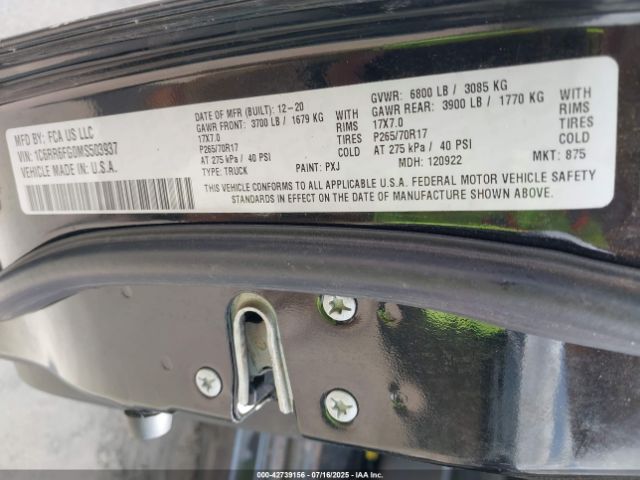 MFD BY: FCA US LLC
VIN: 1C6RR6FG0MS503937
VEHICLE MADE IN: U.S.A.
DATE OF MFR (BUILT): 12-20
GAWR FRONT: 3700 LB / 1679 KG WITH
17X7.0 RIMS
P265/70R17 TIRES
AT 275 kPa / 40 PSI COLD
TYPE: TRUCK PAINT: PXJ
GVWR: 6800 LB / 3085 KG
GAWR REAR: 3900 LB / 1770 KG WITH
17X7.0 RIMS
P265/70R17 TIRES
AT 275 kPa / 40 PSI COLD
MDH: 120922 MKT: 875
THIS VEHICLE CONFORMS TO ALL APPLICABLE U.S.A. FEDERAL MOTOR VEHICLE SAFETY
STANDARDS IN EFFECT ON THE DATE OF MANUFACTURE SHOWN ABOVE.
000-42739156 - 07/16/2025 - IAA Inc.